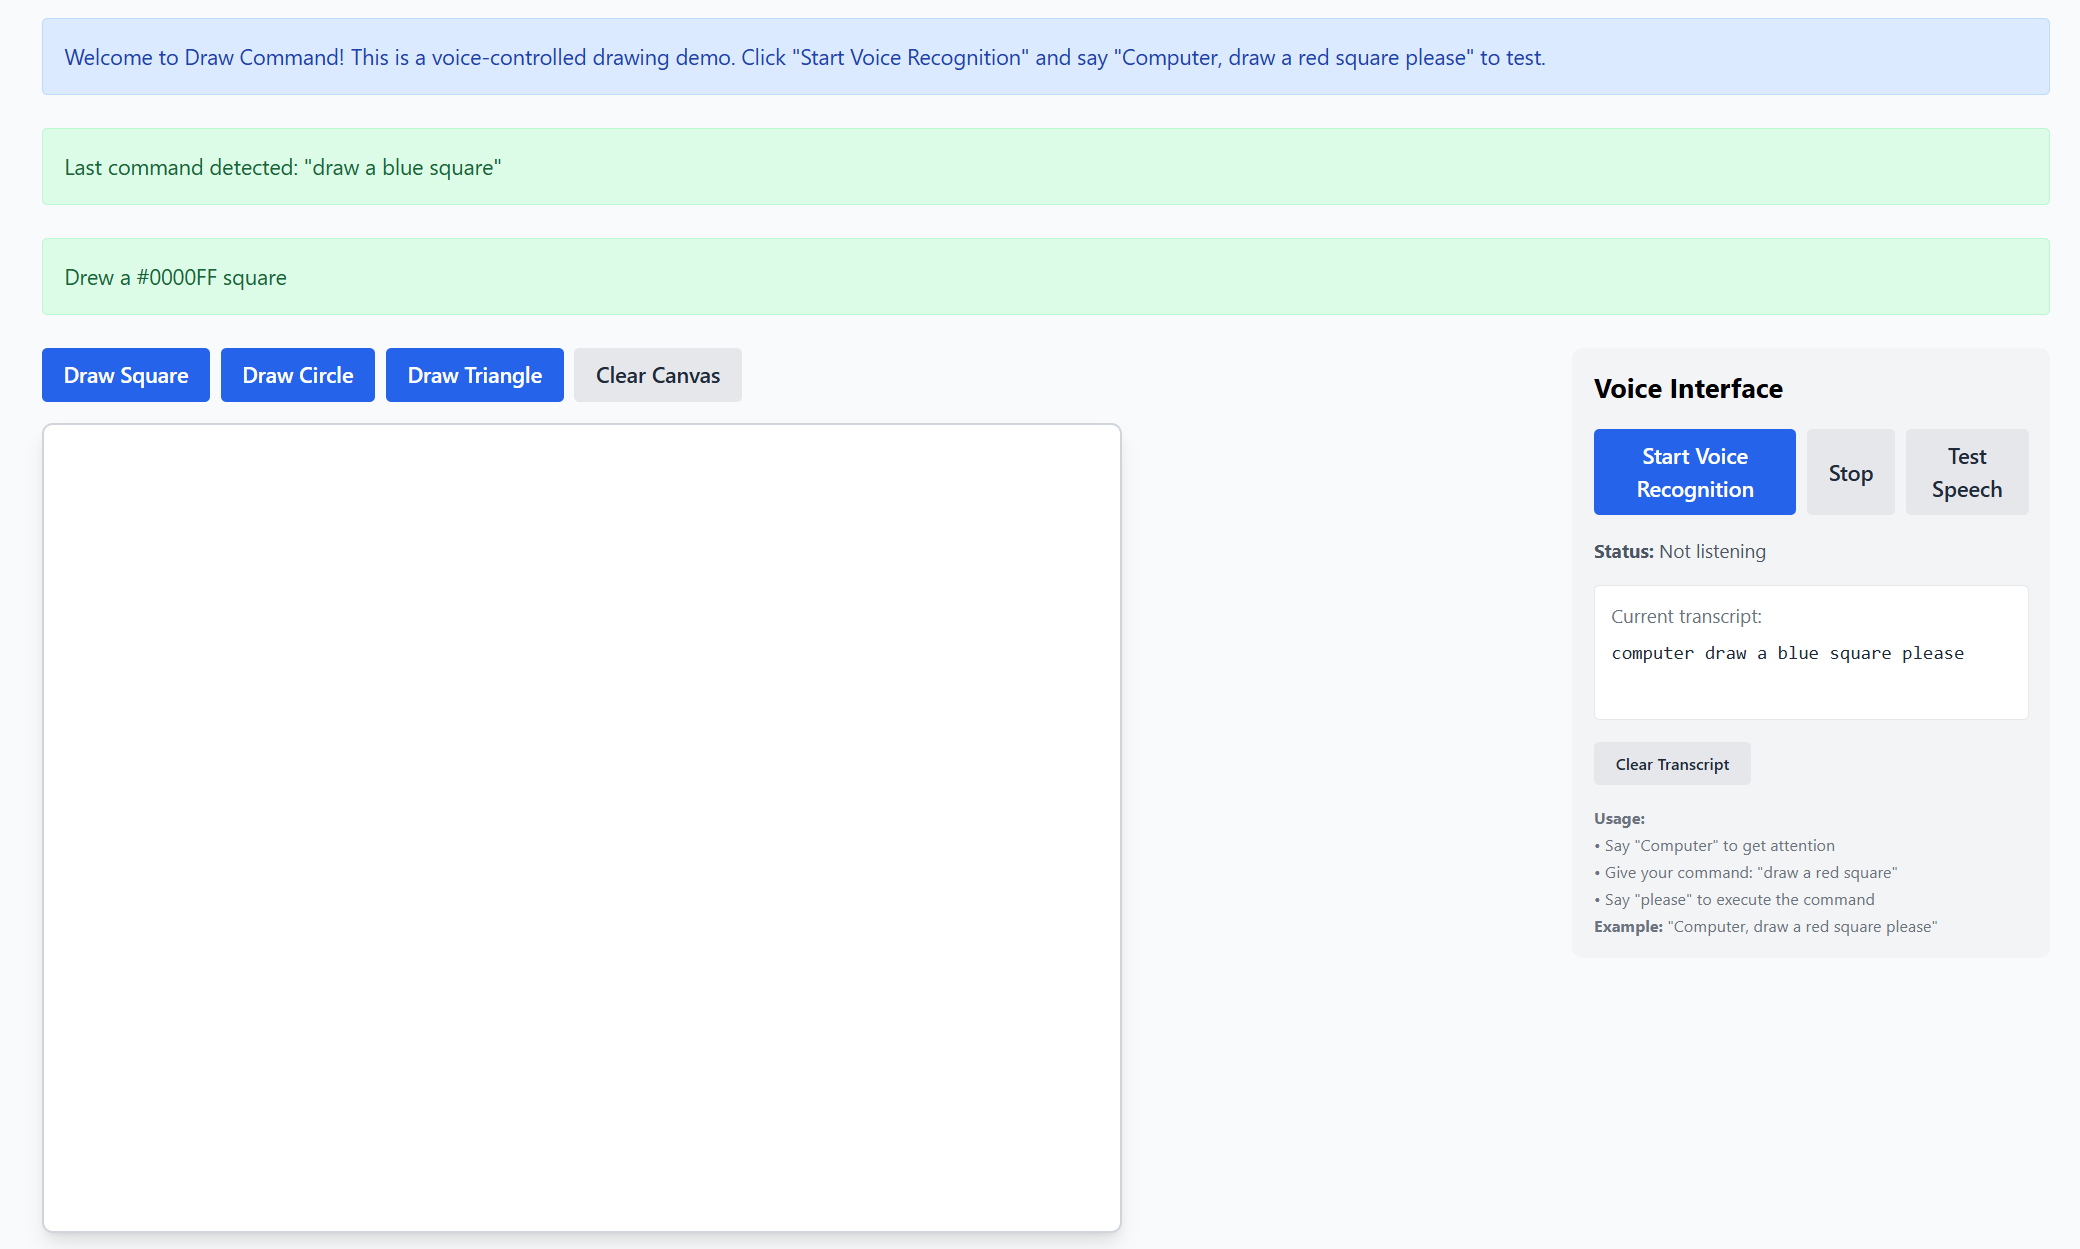 Welcome to Draw Command! This is a voice-controlled drawing demo. Click "Start Voice Recognition" and say "Computer, draw a red square please" to test.
Last command detected: "draw a blue square"
Drew a #0000FF square
Draw Square
Draw Circle
Draw Triangle
Clear Canvas
Voice Interface
Start Voice
Recognition
Stop
Test
Speech
Status: Not listening
Current transcript:
computer draw a blue square please
Clear Transcript
Usage:
• Say "Computer" to get attention
• Give your command: "draw a red square"
• Say "please" to execute the command
Example: "Computer, draw a red square please"